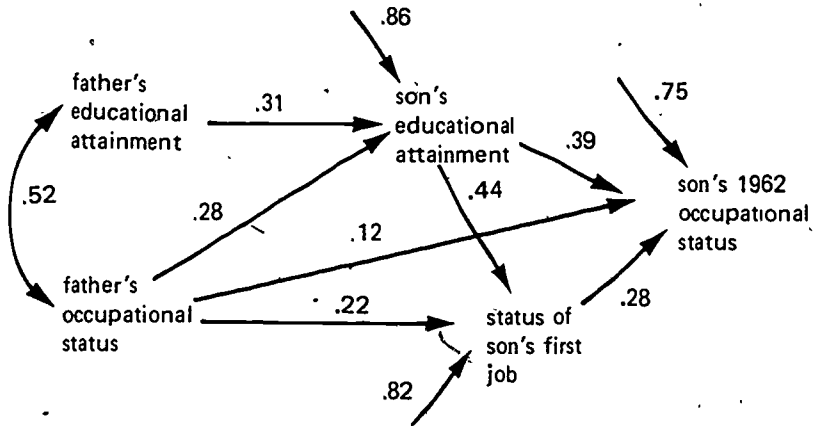 .86
father's
educational
attainment
.31
son's
educational
attainment
.75
.39
.52
.28
.44
son's 1962
occupational
status
.12
father's
occupational
status
.22
status of
son's first
job
.28
.82